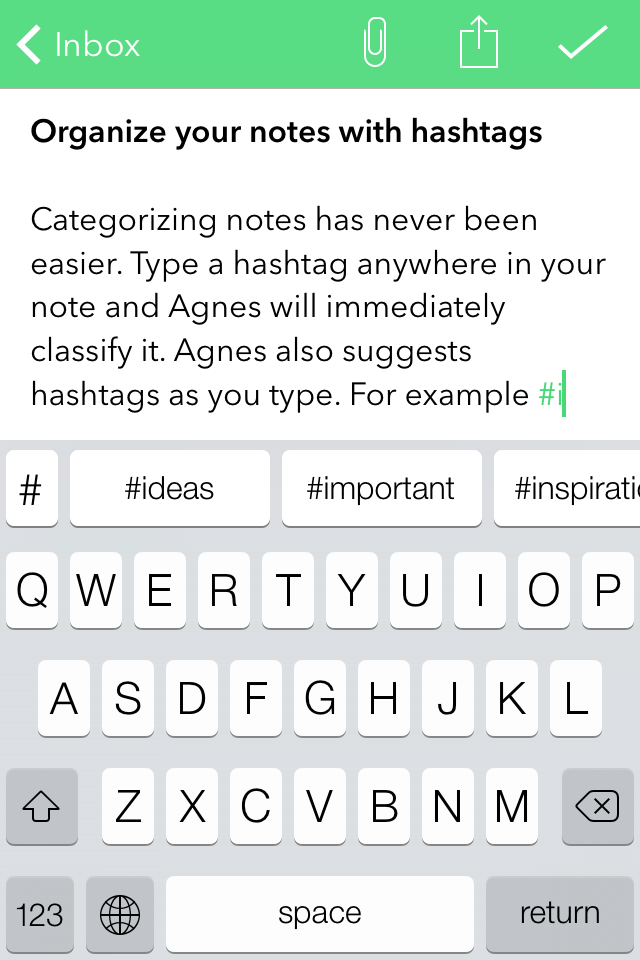 Inbox
Organize your notes with hashtags
Categorizing notes has never been
easier. Type a hashtag anywhere in your
note and Agnes will immediately
classify it. Agnes also suggests
hashtags as you type. For example #i
# #ideas #important #inspiratio
Q W E R T Y U I O P
A S D F G H J K L
Z X C V B N M
123 space return